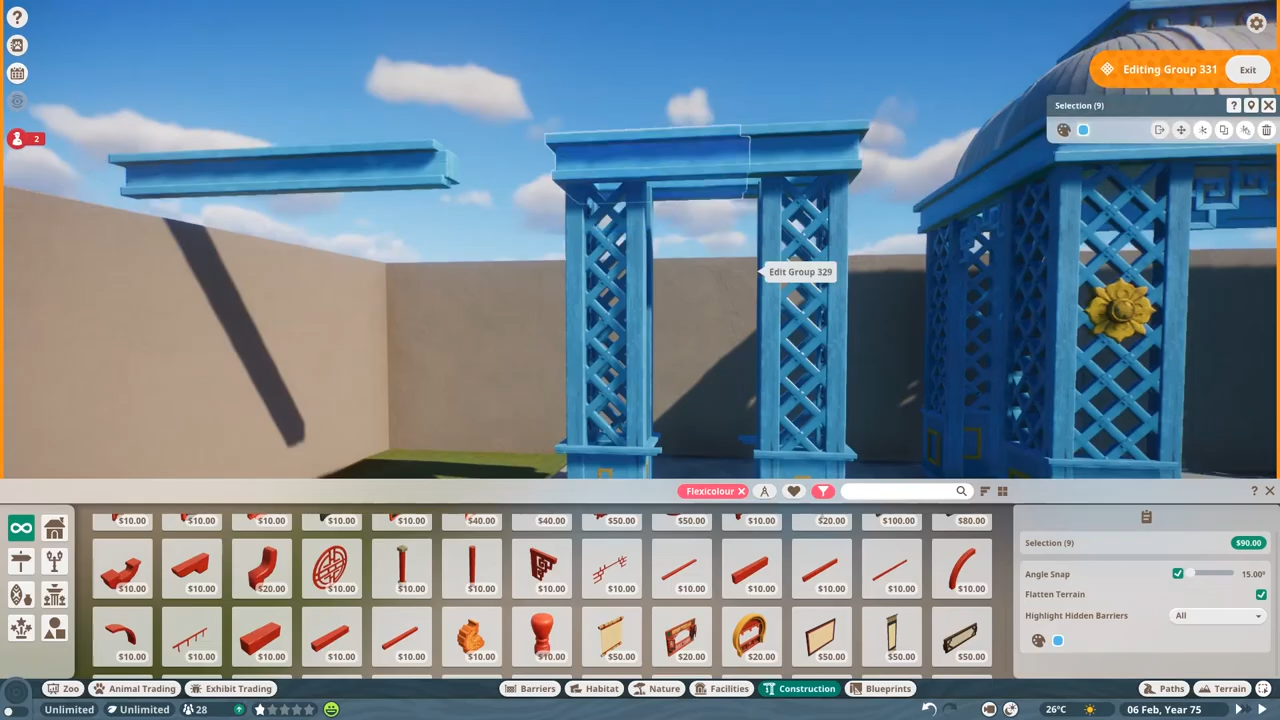 ?
Editing Group 331
Exit
Selection (9)
?
2
Edit Group 329
Flexicolour
?
$10.00 $10.00 $10.00 $10.00 $40.00 $40.00 $50.00 $50.00 $10.00 $20.00 $100.00 $80.00
$10.00 $10.00 $20.00 $10.00 $10.00 $10.00 $10.00 $10.00 $10.00 $10.00 $10.00 $10.00 $10.00
$10.00 $10.00 $10.00 $10.00 $10.00 $10.00 $10.00 $50.00 $20.00 $20.00 $50.00 $50.00 $50.00
Selection (9) $90.00
Angle Snap 15.00°
Flatten Terrain
Highlight Hidden Barriers All
Zoo Animal Trading Exhibit Trading Barriers Habitat Nature Facilities Construction Blueprints Paths Terrain
Unlimited Unlimited 28 26°C 06 Feb, Year 75